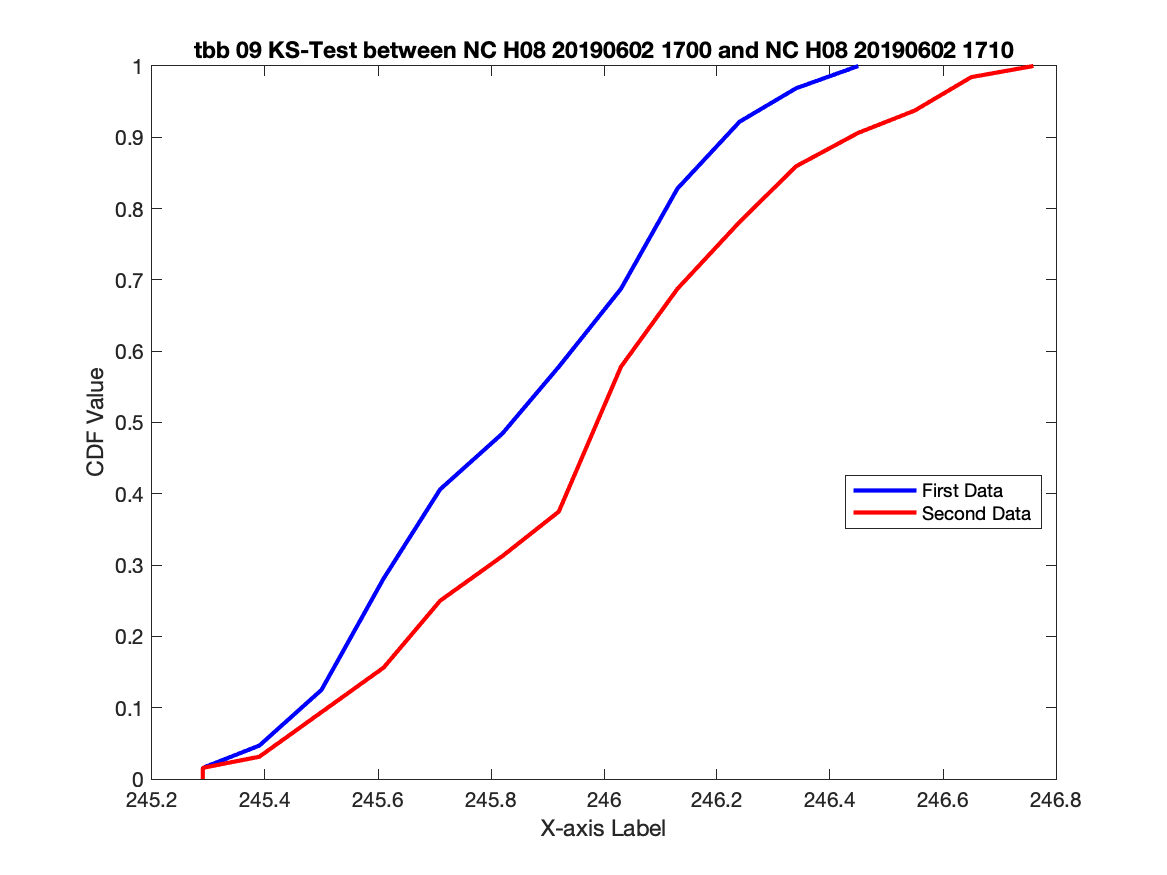 tbb 09 KS-Test between NC H08 20190602 1700 and NC H08 20190602 1710
1
0.9
0.8
0.7
0.6
0.5
0.4
0.3
0.2
0.1
0
CDF Value
First Data
Second Data
245.2 245.4 245.6 245.8 246 246.2 246.4 246.6 246.8
X-axis Label